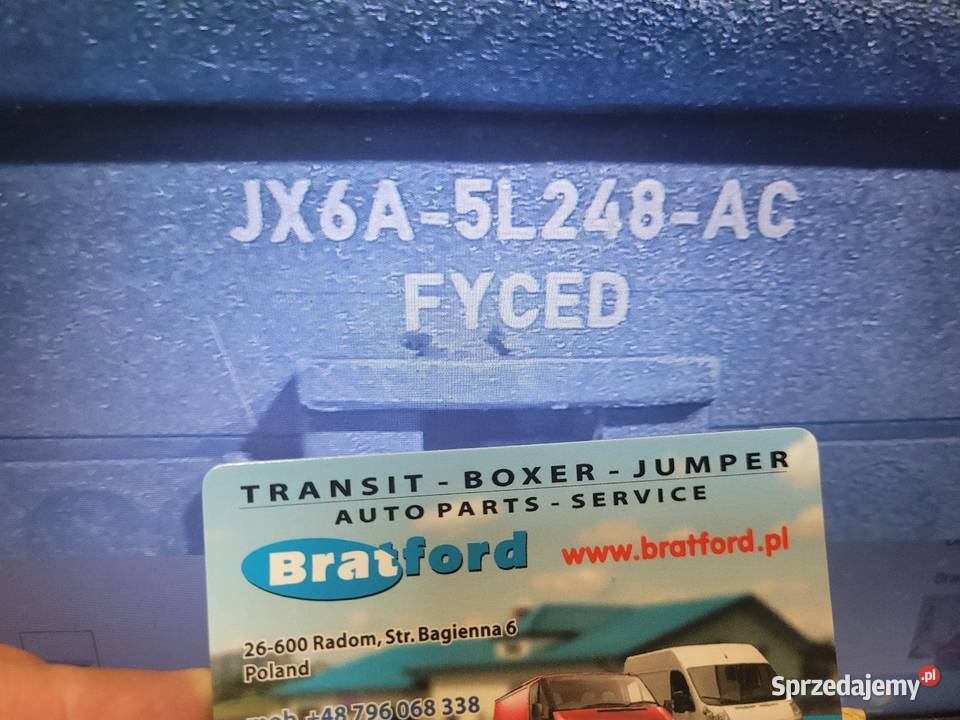 JX6A-5L248-AC
FYCED
TRANSIT - BOXER - JUMPER
AUTO PARTS - SERVICE
Bratford
www.bratford.pl
26-600 Radom, Str. Bagienna 6
Poland
mob. +48 796 068 338
Sprzedajemy.pl